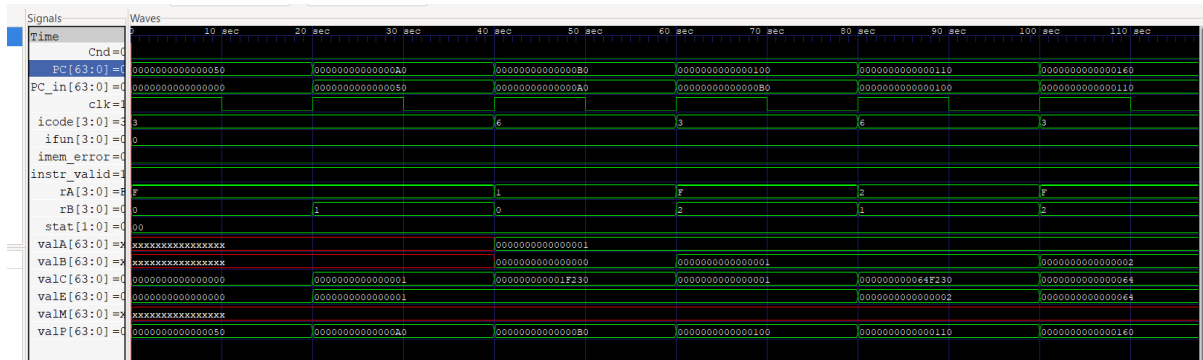 Signals Waves
Time 0 10 sec 20 sec 30 sec 40 sec 50 sec 60 sec 70 sec 80 sec 90 sec 100 sec 110 sec
Cnd=0
PC[63:0]=0 0000000000000050 00000000000000A0 00000000000000B0 0000000000000100 0000000000000110 0000000000000160
PC_in[63:0]=0 0000000000000000 0000000000000050 00000000000000A0 00000000000000B0 0000000000000100 0000000000000110
clk=1
icode[3:0]=3 3 6 3 6 3
ifun[3:0]=0 0
imem_error=0
instr_valid=1
rA[3:0]=F F 1 F 2 F
rB[3:0]=0 0 1 0 2 1 2
stat[1:0]=0 00
valA[63:0]=x xxxxxxxxxxxxxxxx 0000000000000001
valB[63:0]=x xxxxxxxxxxxxxxxx 0000000000000000 0000000000000001 0000000000000002
valC[63:0]=0 0000000000000000 0000000000000001 000000000001F230 0000000000000001 000000000064F230 0000000000000064
valE[63:0]=0 0000000000000000 0000000000000001 0000000000000002 0000000000000064
valM[63:0]=x xxxxxxxxxxxxxxxx
valP[63:0]=0 0000000000000050 00000000000000A0 00000000000000B0 0000000000000100 0000000000000110 0000000000000160